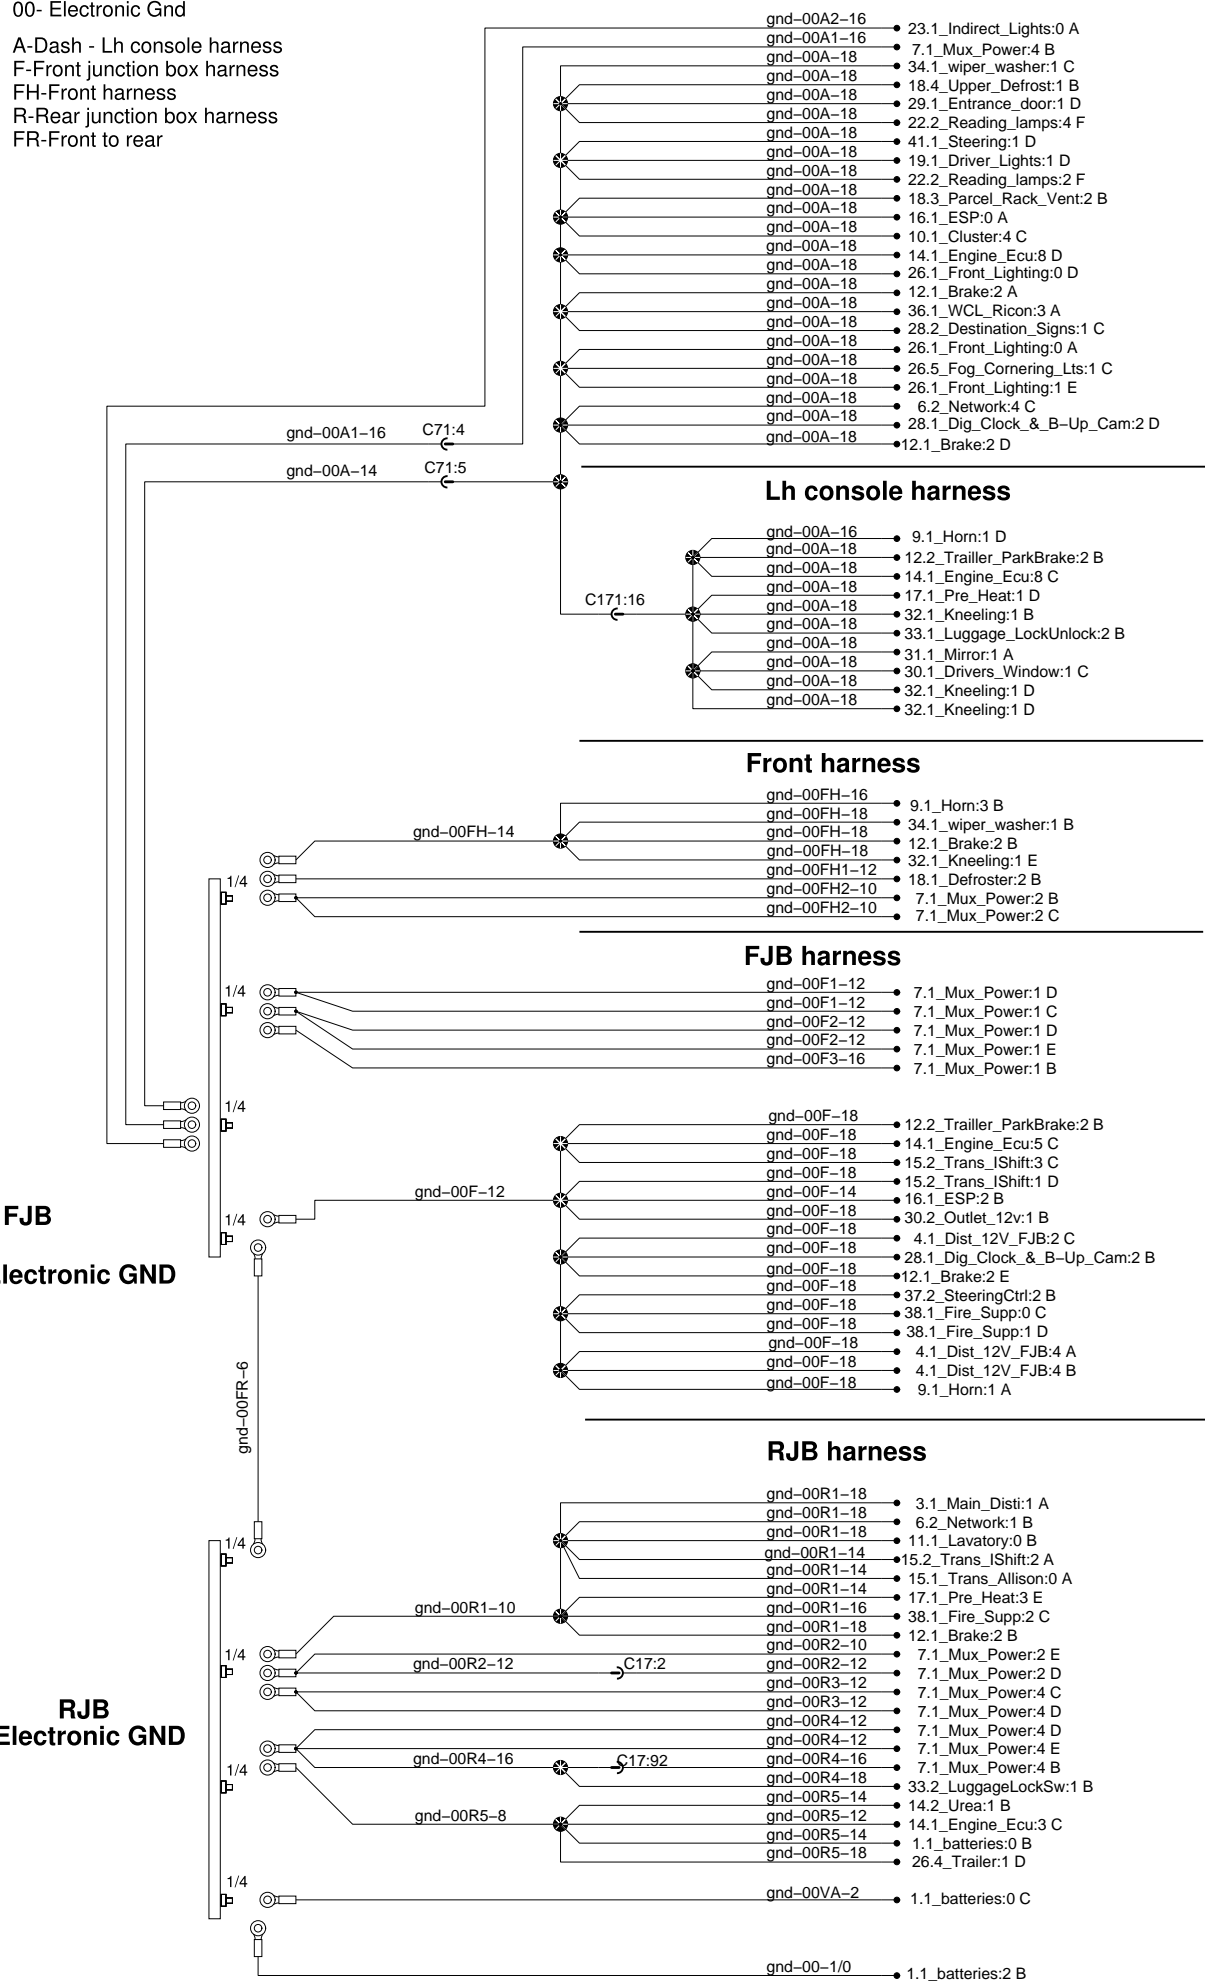 00- Electronic Gnd
A-Dash - Lh console harness
F-Front junction box harness
FH-Front harness
R-Rear junction box harness
FR-Front to rear
gnd-00A2-16 23.1_Indirect_Lights:0 A
gnd-00A1-16 7.1_Mux_Power:4 B
gnd-00A-18 34.1_wiper_washer:1 C
gnd-00A-18 18.4_Upper_Defrost:1 B
gnd-00A-18 29.1_Entrance_door:1 D
gnd-00A-18 22.2_Reading_lamps:4 F
gnd-00A-18 41.1_Steering:1 D
gnd-00A-18 19.1_Driver_Lights:1 D
gnd-00A-18 22.2_Reading_lamps:2 F
gnd-00A-18 18.3_Parcel_Rack_Vent:2 B
gnd-00A-18 16.1_ESP:0 A
gnd-00A-18 10.1_Cluster:4 C
gnd-00A-18 14.1_Engine_Ecu:8 D
gnd-00A-18 26.1_Front_Lighting:0 D
gnd-00A-18 12.1_Brake:2 A
gnd-00A-18 36.1_WCL_Ricon:3 A
gnd-00A-18 28.2_Destination_Signs:1 C
gnd-00A-18 26.1_Front_Lighting:0 A
gnd-00A-18 26.5_Fog_Cornering_Lts:1 C
gnd-00A-18 26.1_Front_Lighting:1 E
gnd-00A-18 6.2_Network:4 C
gnd-00A-18 28.1_Dig_Clock_&_B-Up_Cam:2 D
gnd-00A-18 12.1_Brake:2 D
gnd-00A1-16 C71:4
gnd-00A-14 C71:5
Lh console harness
gnd-00A-16 9.1_Horn:1 D
gnd-00A-18 12.2_Trailler_ParkBrake:2 B
gnd-00A-18 14.1_Engine_Ecu:8 C
gnd-00A-18 17.1_Pre_Heat:1 D
C171:16 gnd-00A-18 32.1_Kneeling:1 B
gnd-00A-18 33.1_Luggage_LockUnlock:2 B
gnd-00A-18 31.1_Mirror:1 A
gnd-00A-18 30.1_Drivers_Window:1 C
gnd-00A-18 32.1_Kneeling:1 D
gnd-00A-18 32.1_Kneeling:1 D
Front harness
gnd-00FH-16 9.1_Horn:3 B
gnd-00FH-18 34.1_wiper_washer:1 B
gnd-00FH-14 gnd-00FH-18 12.1_Brake:2 B
gnd-00FH-18 32.1_Kneeling:1 E
1/4 gnd-00FH1-12 18.1_Defroster:2 B
gnd-00FH2-10 7.1_Mux_Power:2 B
gnd-00FH2-10 7.1_Mux_Power:2 C
FJB harness
1/4 gnd-00F1-12 7.1_Mux_Power:1 D
gnd-00F1-12 7.1_Mux_Power:1 C
gnd-00F2-12 7.1_Mux_Power:1 D
gnd-00F2-12 7.1_Mux_Power:1 E
gnd-00F3-16 7.1_Mux_Power:1 B
1/4
gnd-00F-18 12.2_Trailler_ParkBrake:2 B
gnd-00F-18 14.1_Engine_Ecu:5 C
gnd-00F-18 15.2_Trans_IShift:3 C
gnd-00F-18 15.2_Trans_IShift:1 D
gnd-00F-12 gnd-00F-14 16.1_ESP:2 B
FJB 1/4 gnd-00F-18 30.2_Outlet_12v:1 B
gnd-00F-18 4.1_Dist_12V_FJB:2 C
gnd-00F-18 28.1_Dig_Clock_&_B-Up_Cam:2 B
lectronic GND gnd-00F-18 12.1_Brake:2 E
gnd-00F-18 37.2_SteeringCtrl:2 B
gnd-00F-18 38.1_Fire_Supp:0 C
gnd-00F-18 38.1_Fire_Supp:1 D
gnd-00F-18 4.1_Dist_12V_FJB:4 A
gnd-00F-18 4.1_Dist_12V_FJB:4 B
gnd-00F-18 9.1_Horn:1 A
gnd-00FR-6
RJB harness
gnd-00R1-18 3.1_Main_Disti:1 A
gnd-00R1-18 6.2_Network:1 B
1/4 gnd-00R1-18 11.1_Lavatory:0 B
gnd-00R1-14 15.2_Trans_IShift:2 A
gnd-00R1-14 15.1_Trans_Allison:0 A
gnd-00R1-14 17.1_Pre_Heat:3 E
gnd-00R1-10 gnd-00R1-16 38.1_Fire_Supp:2 C
gnd-00R1-18 12.1_Brake:2 B
1/4 gnd-00R2-10 7.1_Mux_Power:2 E
gnd-00R2-12 C17:2 gnd-00R2-12 7.1_Mux_Power:2 D
gnd-00R3-12 7.1_Mux_Power:4 C
RJB gnd-00R3-12 7.1_Mux_Power:4 D
Electronic GND gnd-00R4-12 7.1_Mux_Power:4 D
gnd-00R4-12 7.1_Mux_Power:4 E
gnd-00R4-16 C17:92 gnd-00R4-16 7.1_Mux_Power:4 B
1/4 gnd-00R4-18 33.2_LuggageLockSw:1 B
gnd-00R5-14 14.2_Urea:1 B
gnd-00R5-8 gnd-00R5-12 14.1_Engine_Ecu:3 C
gnd-00R5-14 1.1_batteries:0 B
gnd-00R5-18 26.4_Trailer:1 D
1/4 gnd-00VA-2 1.1_batteries:0 C
gnd-00-1/0 1.1_batteries:2 B